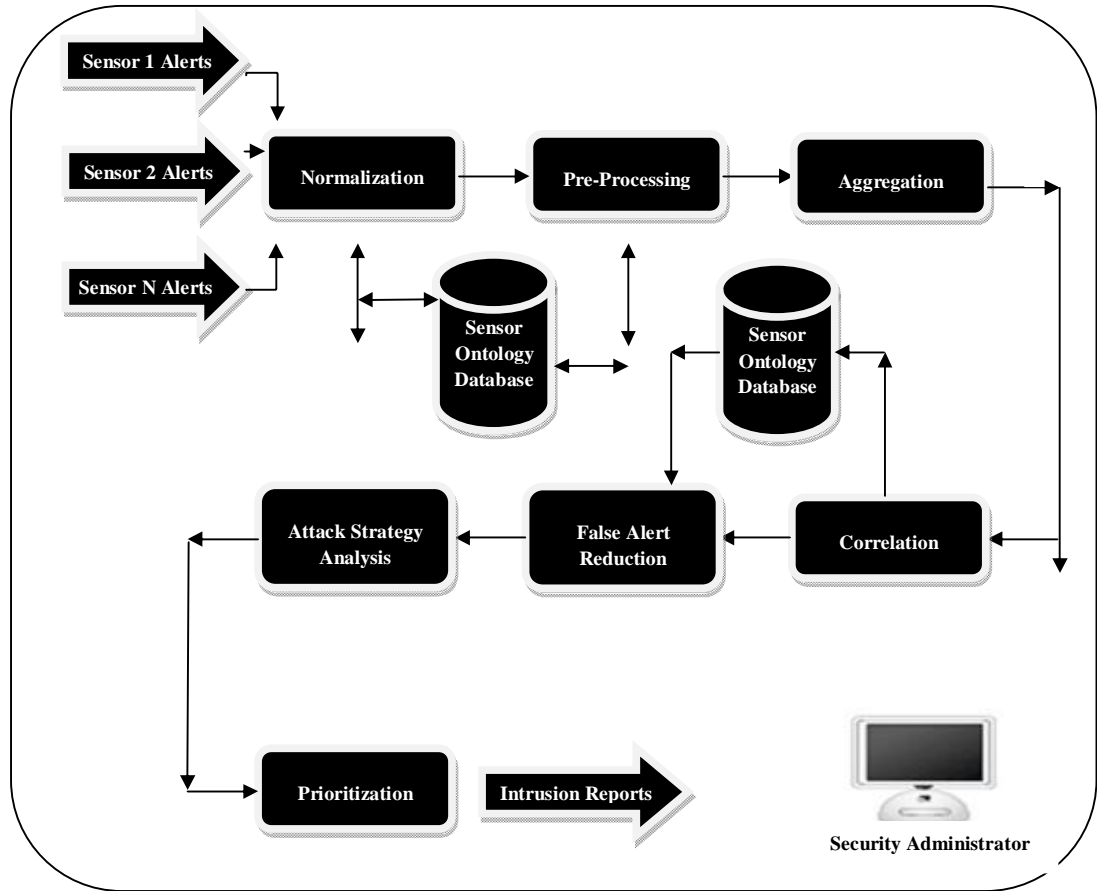 Sensor 1 Alerts
Sensor 2 Alerts
Normalization
Pre-Processing
Aggregation
Sensor N Alerts
Sensor
Ontology
Database
Sensor
Ontology
Database
Attack Strategy
Analysis
False Alert
Reduction
Correlation
Prioritization
Intrusion Reports
Security Administrator